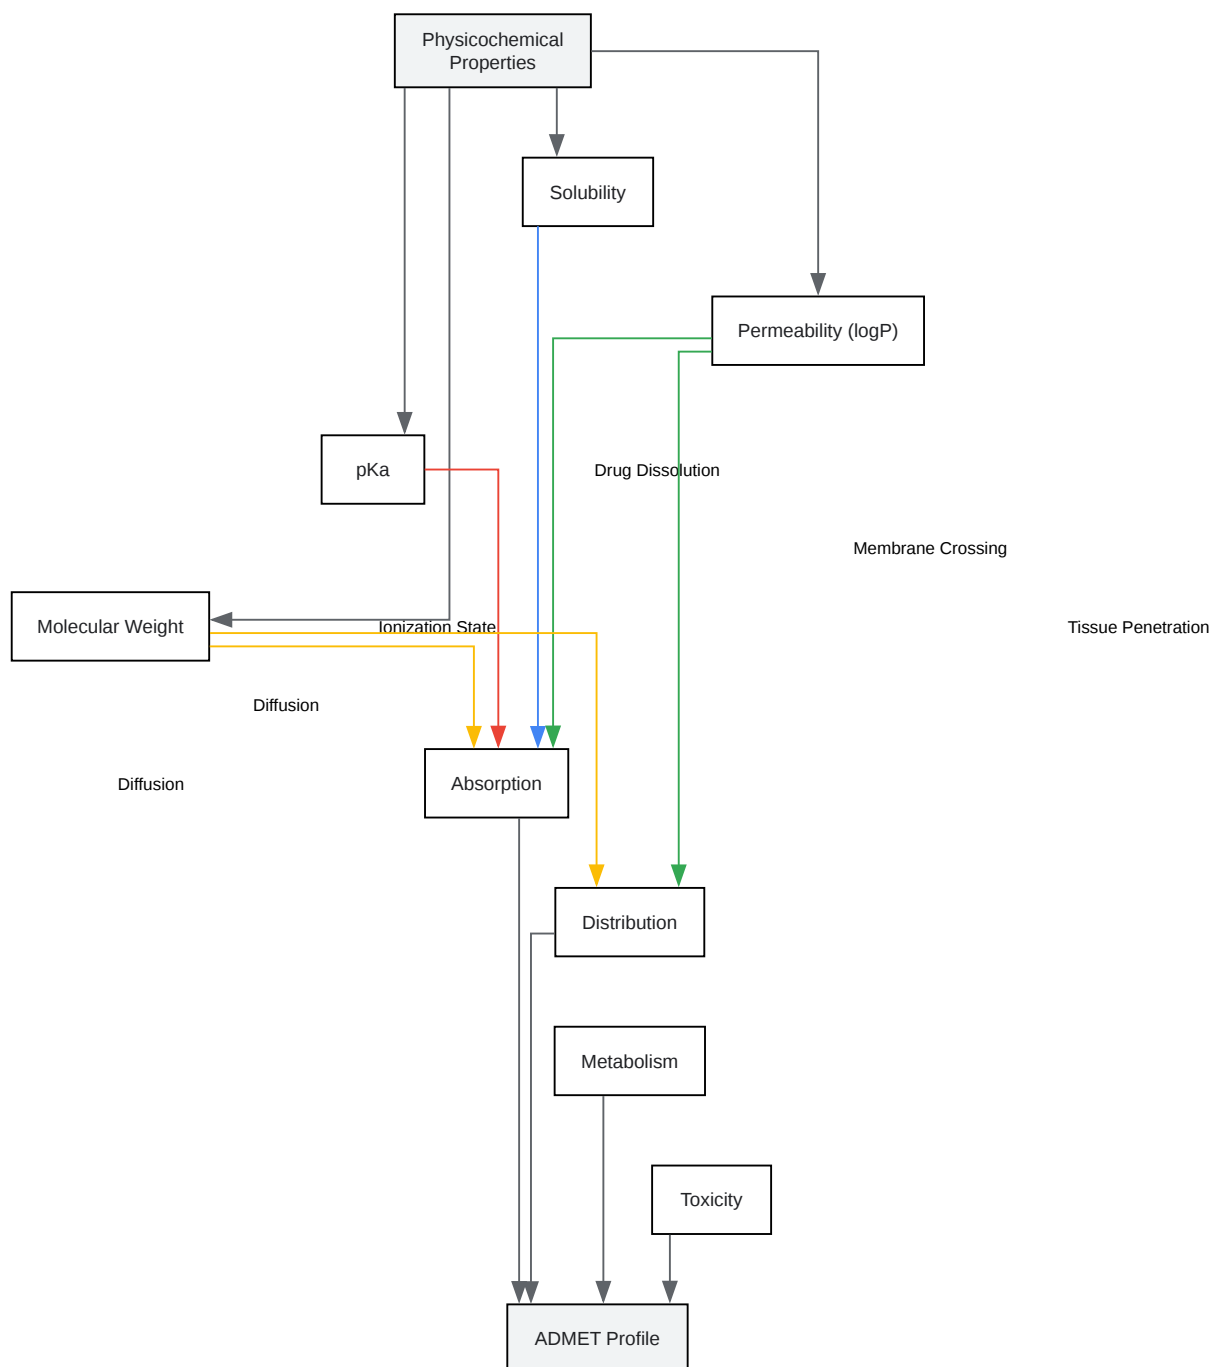 Physicochemical
Properties
Solubility
Permeability (logP)
pKa
Drug Dissolution
Membrane Crossing
Molecular Weight
Ionization State
Tissue Penetration
Diffusion
Absorption
Diffusion
Distribution
Metabolism
Toxicity
ADMET Profile